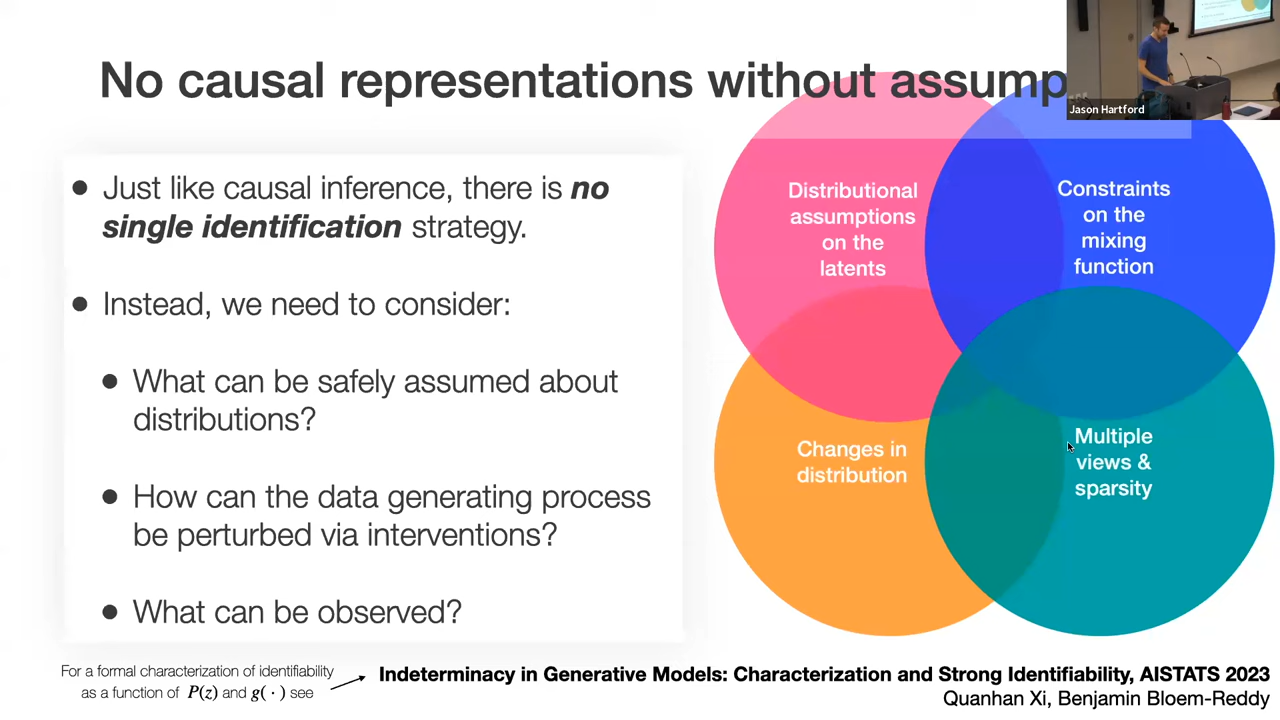 No causal representations without assump
Jason Hartford
• Just like causal inference, there is no
single identification strategy.
• Instead, we need to consider:
• What can be safely assumed about
distributions?
• How can the data generating process
be perturbed via interventions?
• What can be observed?
Distributional
assumptions
on the
latents
Constraints
on the
mixing
function
Changes in
distribution
Multiple
views &
sparsity
For a formal characterization of identifiability
as a function of P(z) and g( · ) see
Indeterminacy in Generative Models: Characterization and Strong Identifiability, AISTATS 2023
Quanhan Xi, Benjamin Bloem-Reddy